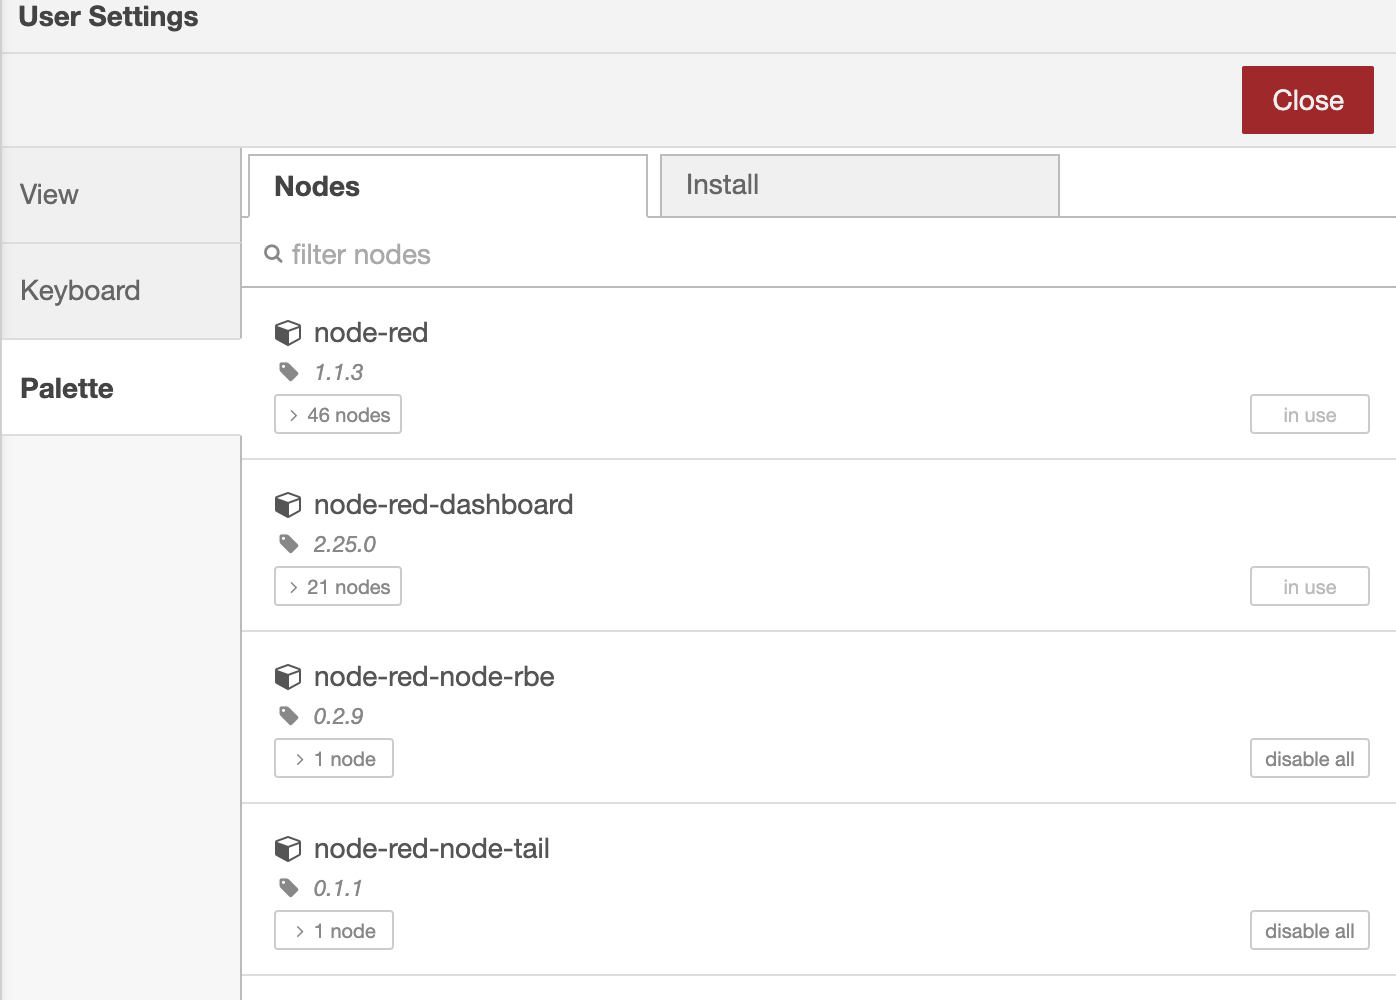 User Settings
Close
View
Keyboard
Palette
Nodes
Install
filter nodes
node-red
1.1.3
46 nodes
in use
node-red-dashboard
2.25.0
21 nodes
in use
node-red-node-rbe
0.2.9
1 node
disable all
node-red-node-tail
0.1.1
1 node
disable all